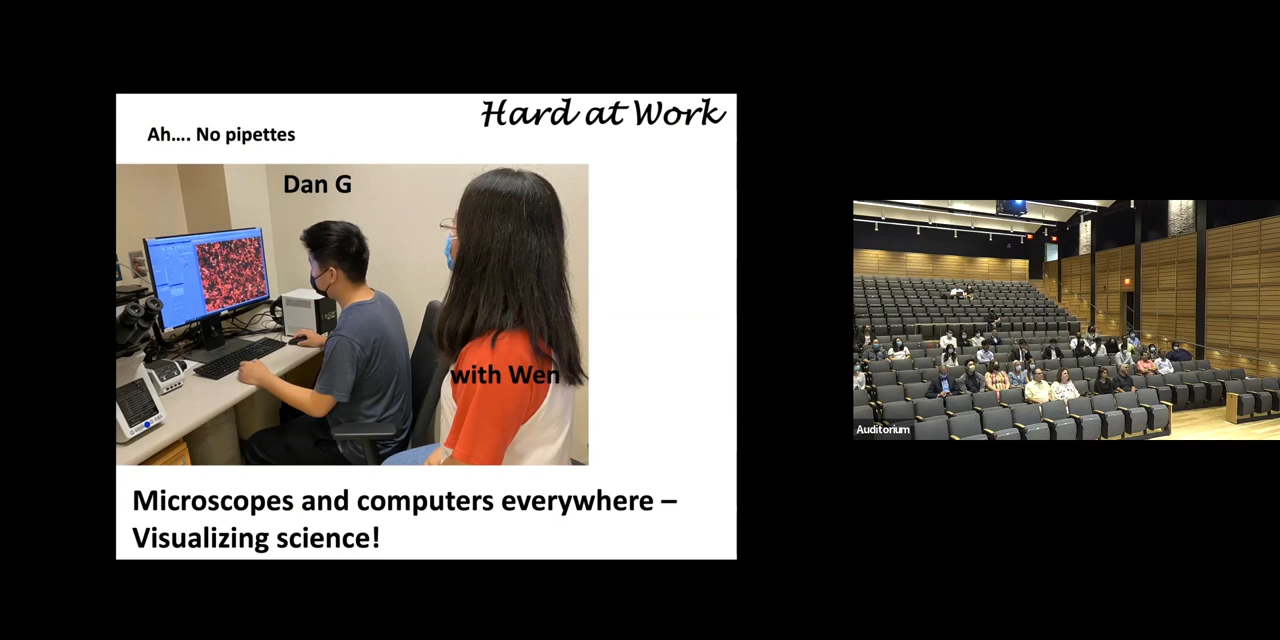 Hard at Work
Ah.... No pipettes
Dan G
with Wen
Microscopes and computers everywhere –
Visualizing science!
Auditorium